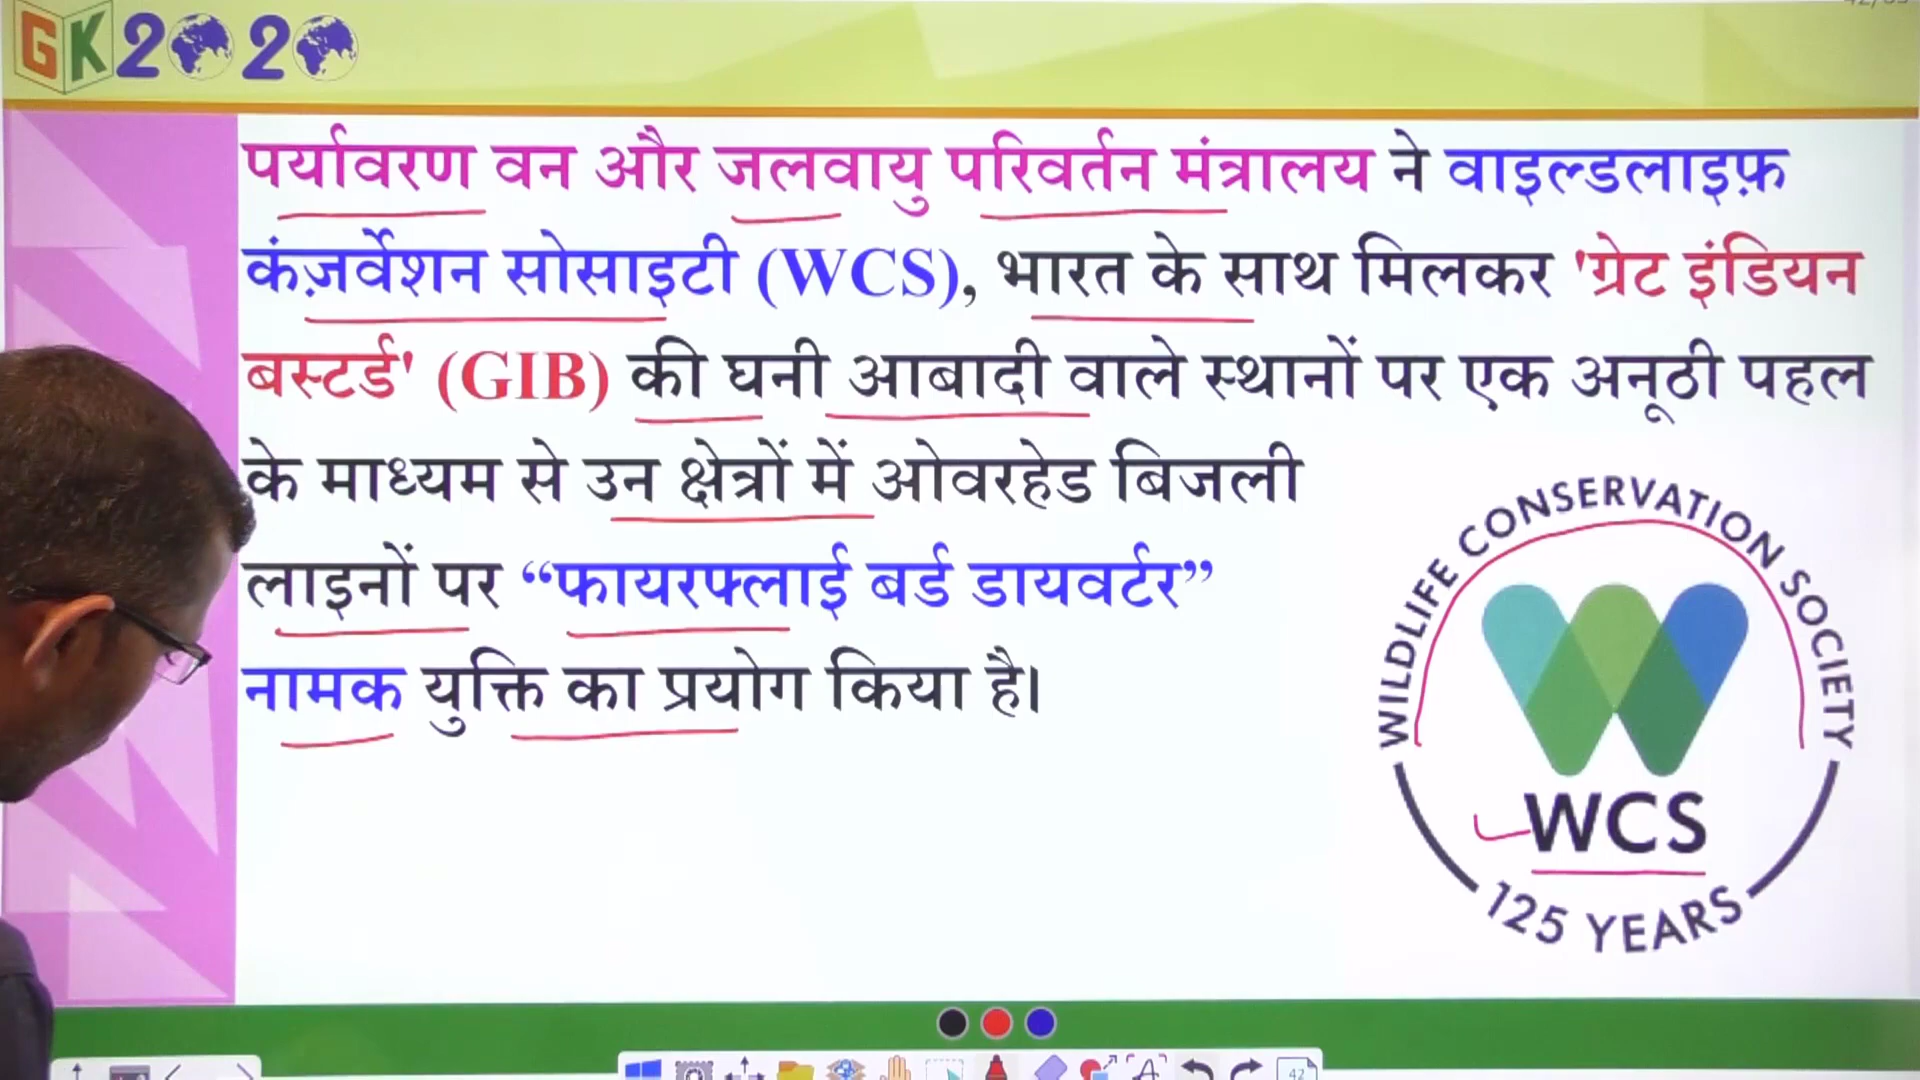 GK2020
पर्यावरण वन और जलवायु परिवर्तन मंत्रालय ने वाइल्डलाइफ़
कंज़र्वेशन सोसाइटी (WCS), भारत के साथ मिलकर 'ग्रेट इंडियन
बस्टर्ड' (GIB) की घनी आबादी वाले स्थानों पर एक अनूठी पहल
के माध्यम से उन क्षेत्रों में ओवरहेड बिजली
लाइनों पर “फायरफ्लाई बर्ड डायवर्टर”
नामक युक्ति का प्रयोग किया है।
WILDLIFE CONSERVATION SOCIETY
WCS
125 YEARS
42